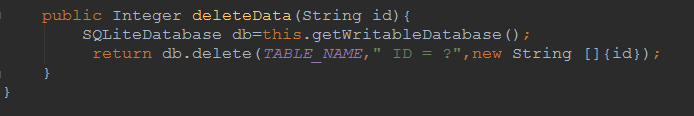 public Integer deleteData(String id){
SQLiteDatabase db=this.getWritableDatabase();
return db.delete(TABLE_NAME," ID = ?",new String []{id});
}
}